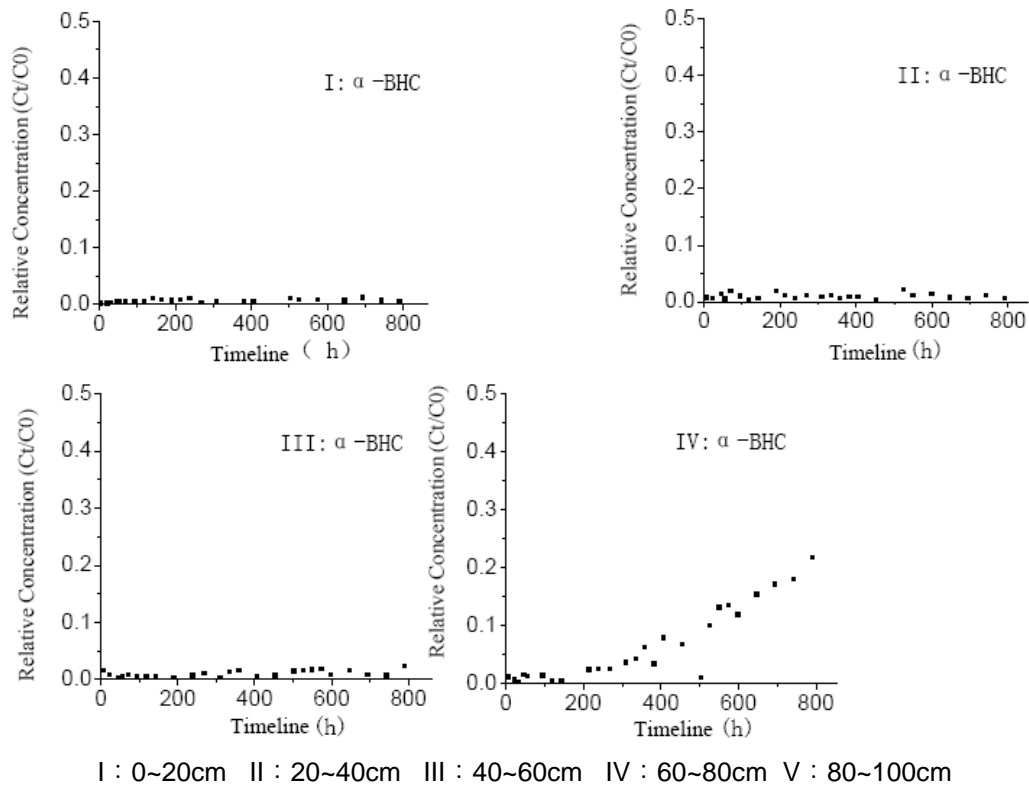 Relative Concentration (Ct/C0)
0.5
0.4
0.3
0.2
0.1
0.0
I: α-BHC
0 200 400 600 800
Timeline ( h)
Relative Concentration (Ct/C0)
0.5
0.4
0.3
0.2
0.1
0.0
II: α-BHC
0 200 400 600 800
Timeline (h)
Relative Concentration (Ct/C0)
0.5
0.4
0.3
0.2
0.1
0.0
III: α-BHC
0 200 400 600 800
Timeline (h)
Relative Concentration (Ct/C0)
0.5
0.4
0.3
0.2
0.1
0.0
IV: α-BHC
0 200 400 600 800
Timeline (h)
I：0~20cm II：20~40cm III：40~60cm IV：60~80cm V：80~100cm